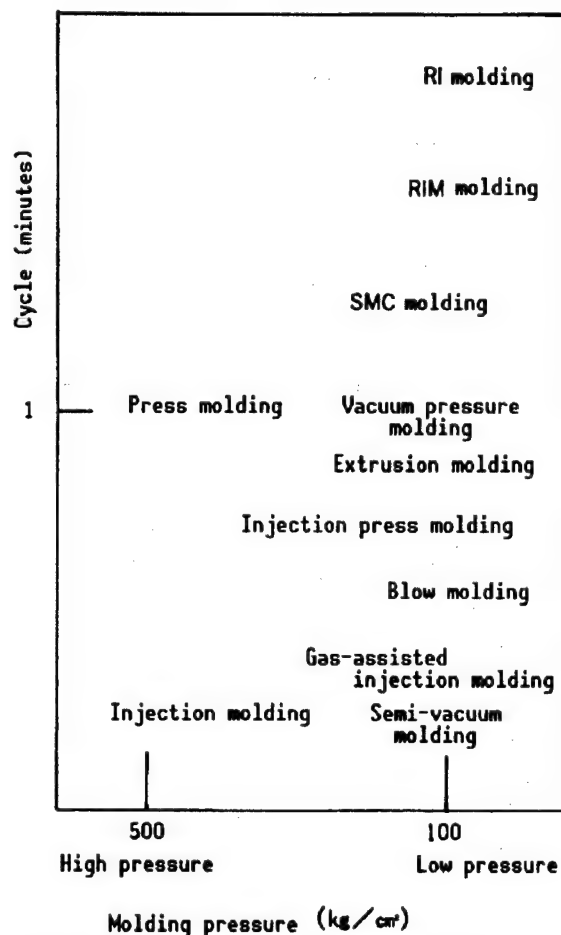 RI molding
RIM molding
Cycle (minutes)
SMC molding
1
Press molding
Vacuum pressure
molding
Extrusion molding
Injection press molding
Blow molding
Gas-assisted
injection molding
Injection molding
Semi-vacuum
molding
500
100
High pressure
Low pressure
Molding pressure (kg/cm²)